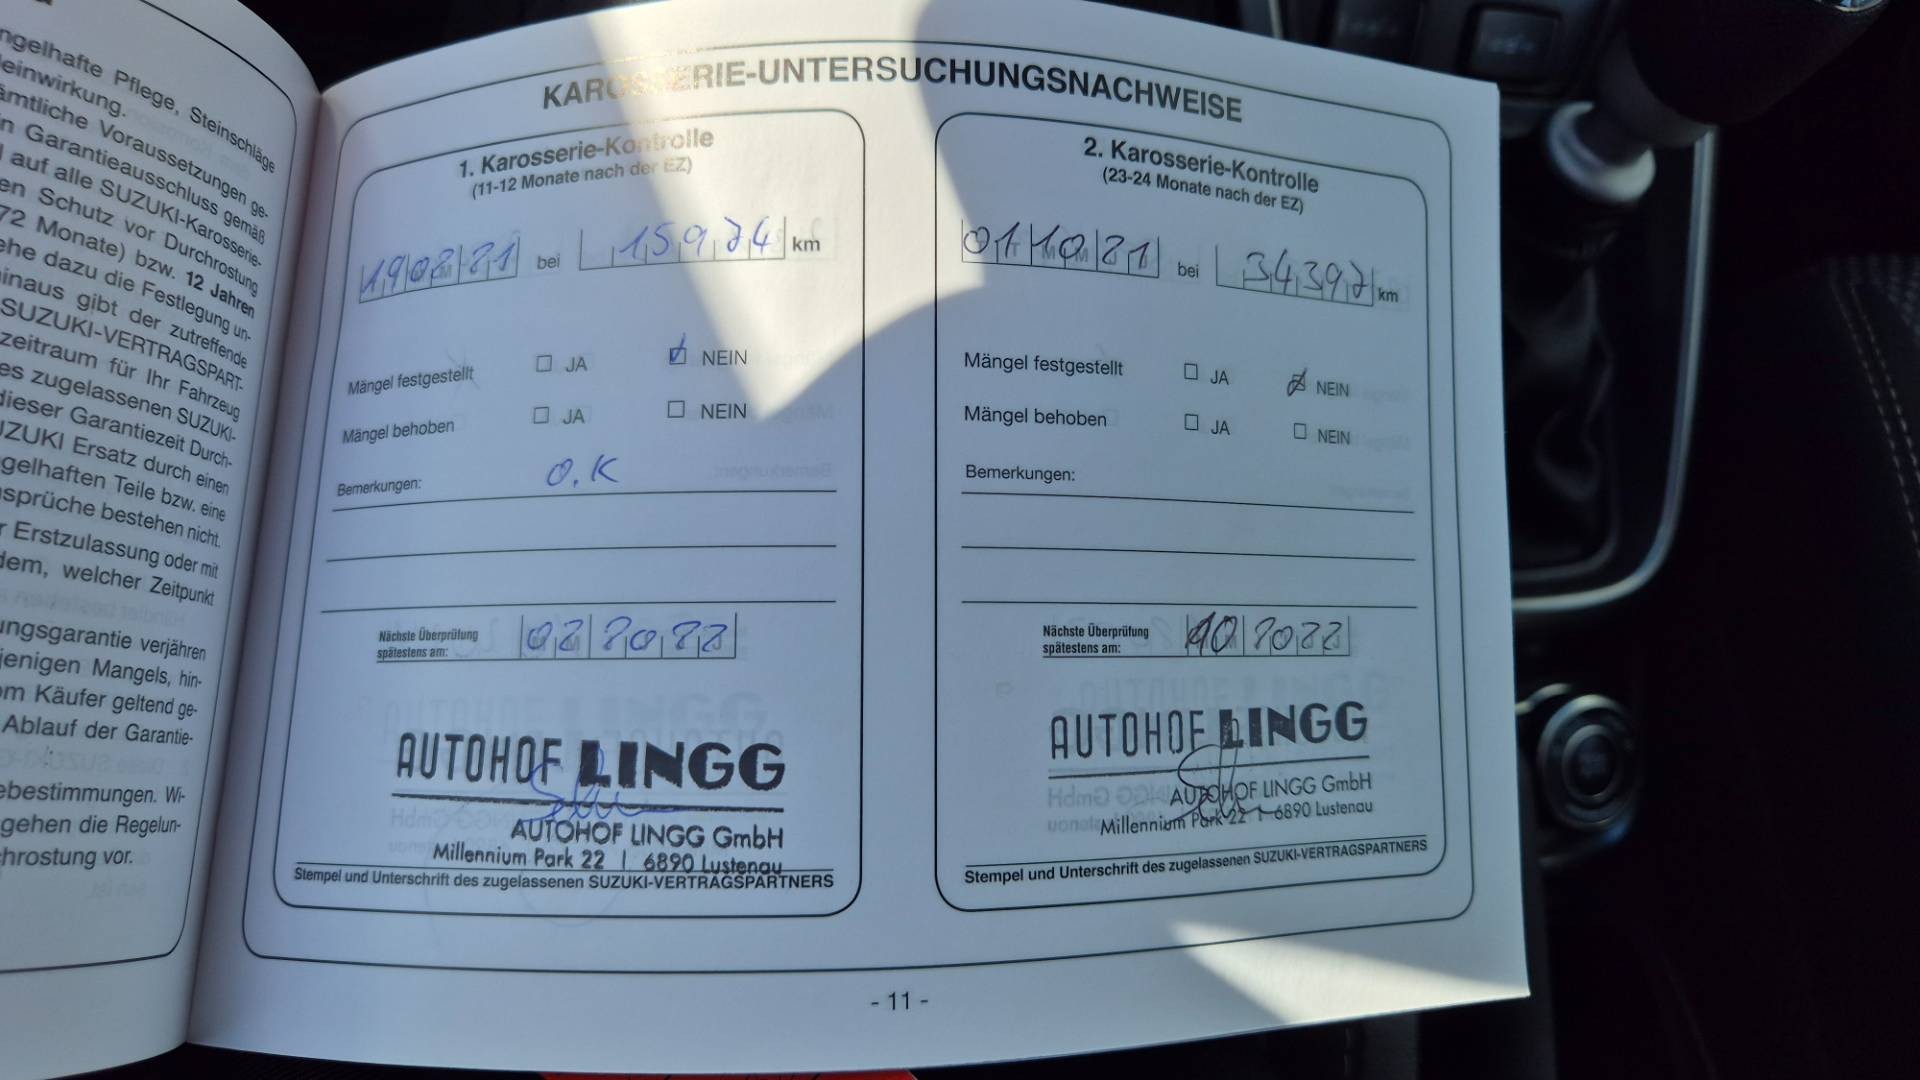 ngelhafte Pflege, Steinschläge
einwirkung.
ämtliche Voraussetzungen ge-
n Garantieausschluss gemäß
auf alle SUZUKI-Karosserie-
en Schutz vor Durchrostung
72 Monate) bzw. 12 Jahren
ehe dazu die Festlegung un-
inaus gibt der zutreffende
SUZUKI-VERTRAGSPART-
zeitraum für Ihr Fahrzeug
es zugelassenen SUZUKI-
dieser Garantiezeit Durch-
UZUKI Ersatz durch einen
gelhaften Teile bzw. eine
nsprüche bestehen nicht.
r Erstzulassung oder mit
dem, welcher Zeitpunkt
ungsgarantie verjähren
jenigen Mangels, hin-
om Käufer geltend ge-
Ablauf der Garantie-
ebestimmungen. Wi-
gehen die Regelun-
chrostung vor.
KAROSSERIE-UNTERSUCHUNGSNACHWEISE
1. Karosserie-Kontrolle
(11-12 Monate nach der EZ)
190221 bei 15974 km
Mängel festgestellt JA NEIN
Mängel behoben JA NEIN
Bemerkungen: O.K
Nächste Überprüfung
spätestens am: 02 2022
AUTOHOF LINGG
AUTOHOF LINGG GmbH
Millennium Park 22 | 6890 Lustenau
Stempel und Unterschrift des zugelassenen SUZUKI-VERTRAGSPARTNERS
2. Karosserie-Kontrolle
(23-24 Monate nach der EZ)
011021 bei 34397 km
Mängel festgestellt JA NEIN
Mängel behoben JA NEIN
Bemerkungen:
Nächste Überprüfung
spätestens am: 10 2022
AUTOHOF LINGG
AUTOHOF LINGG GmbH
Millennium Park 22 | 6890 Lustenau
Stempel und Unterschrift des zugelassenen SUZUKI-VERTRAGSPARTNERS
- 11 -